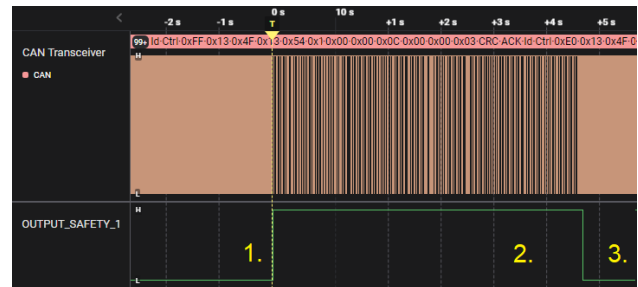 0 s 10 s
-2 s -1 s T +1 s +2 s +3 s +4 s +5 s
CAN Transceiver
CAN
99+ Id-Ctrl-0xFF-0x13-0x4F-0x13-0x54-0x1-0x00-0x00-0x0C-0x00-0x00-0x03-CRC-ACK-Id-Ctrl-0xE0-0x13-0x4F-0
H
L
OUTPUT_SAFETY_1
H
L
1. 2. 3.